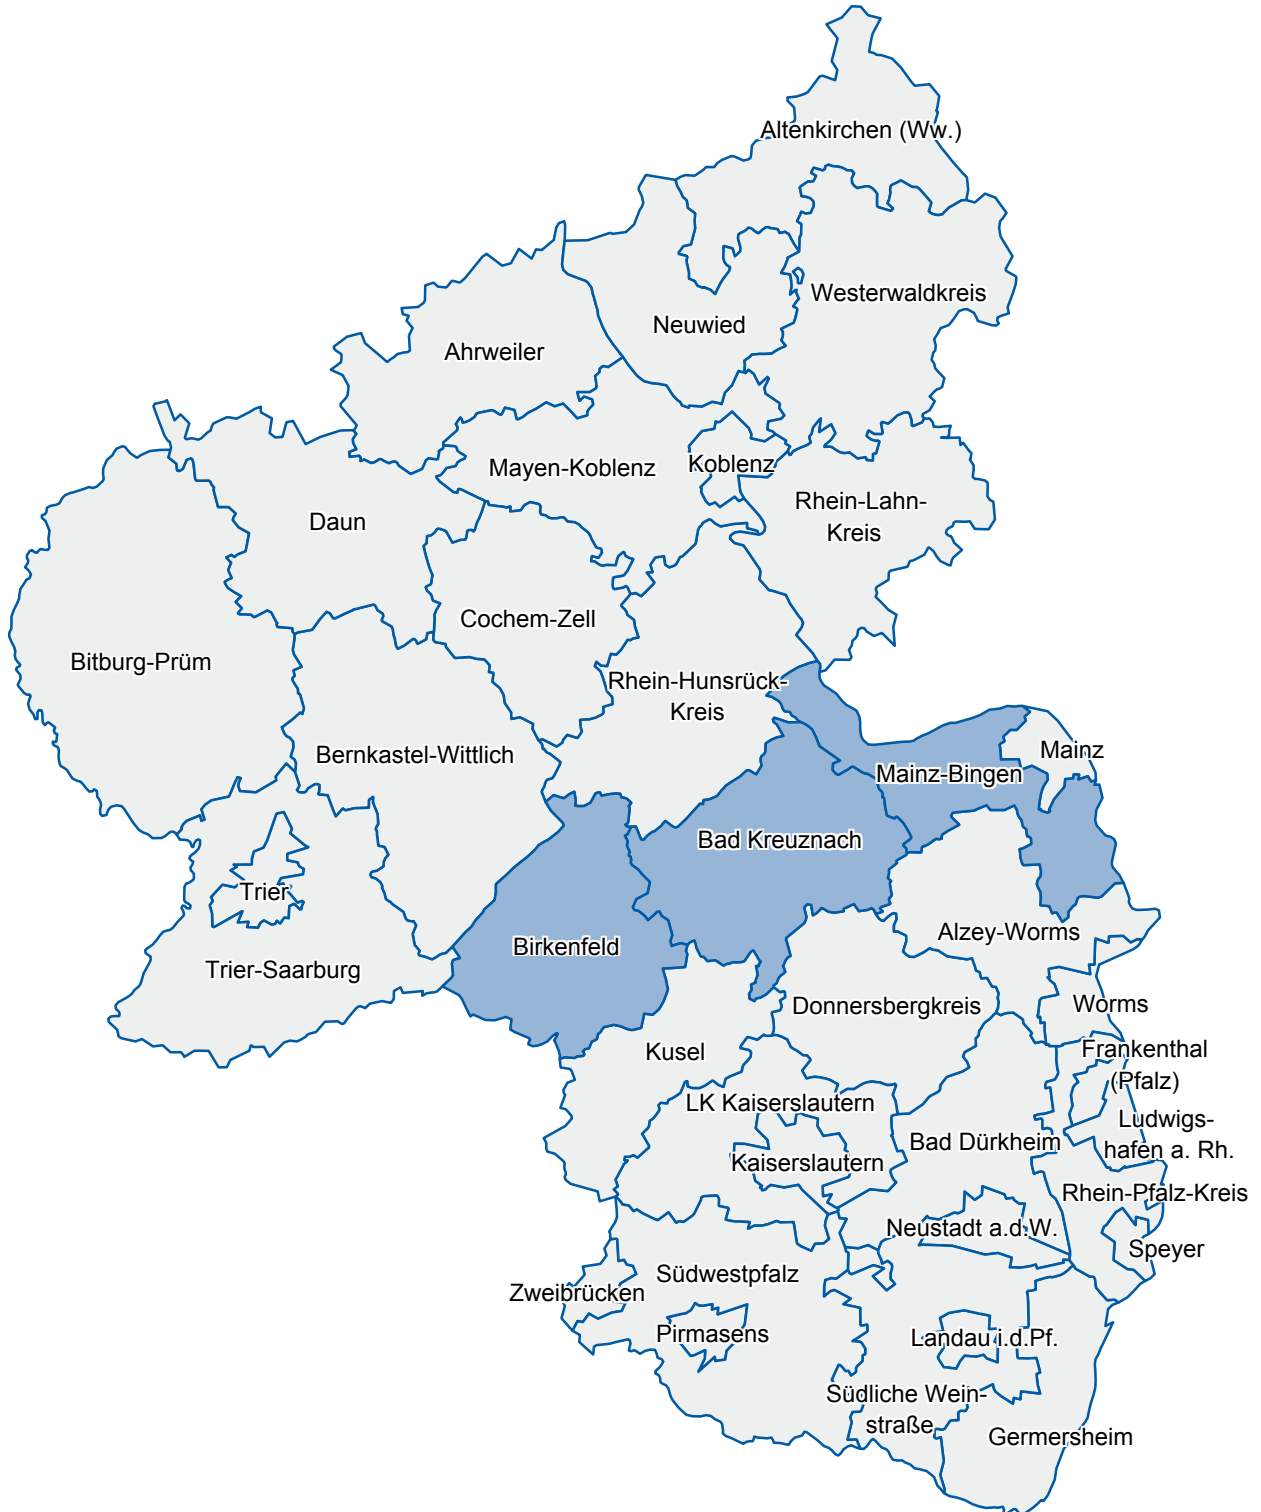 Altenkirchen (Ww.)
Westerwaldkreis
Neuwied
Ahrweiler
Mayen-Koblenz
Koblenz
Rhein-Lahn-
Kreis
Daun
Cochem-Zell
Bitburg-Prüm
Rhein-Hunsrück-
Kreis
Bernkastel-Wittlich
Mainz
Mainz-Bingen
Bad Kreuznach
Trier
Birkenfeld
Alzey-Worms
Trier-Saarburg
Donnersbergkreis
Worms
Kusel
Frankenthal
(Pfalz)
LK Kaiserslautern
Ludwigs-
hafen a. Rh.
Bad Dürkheim
Kaiserslautern
Rhein-Pfalz-Kreis
Neustadt a.d.W.
Speyer
Südwestpfalz
Zweibrücken
Pirmasens
Landau i.d.Pf.
Südliche Wein-
straße
Germersheim